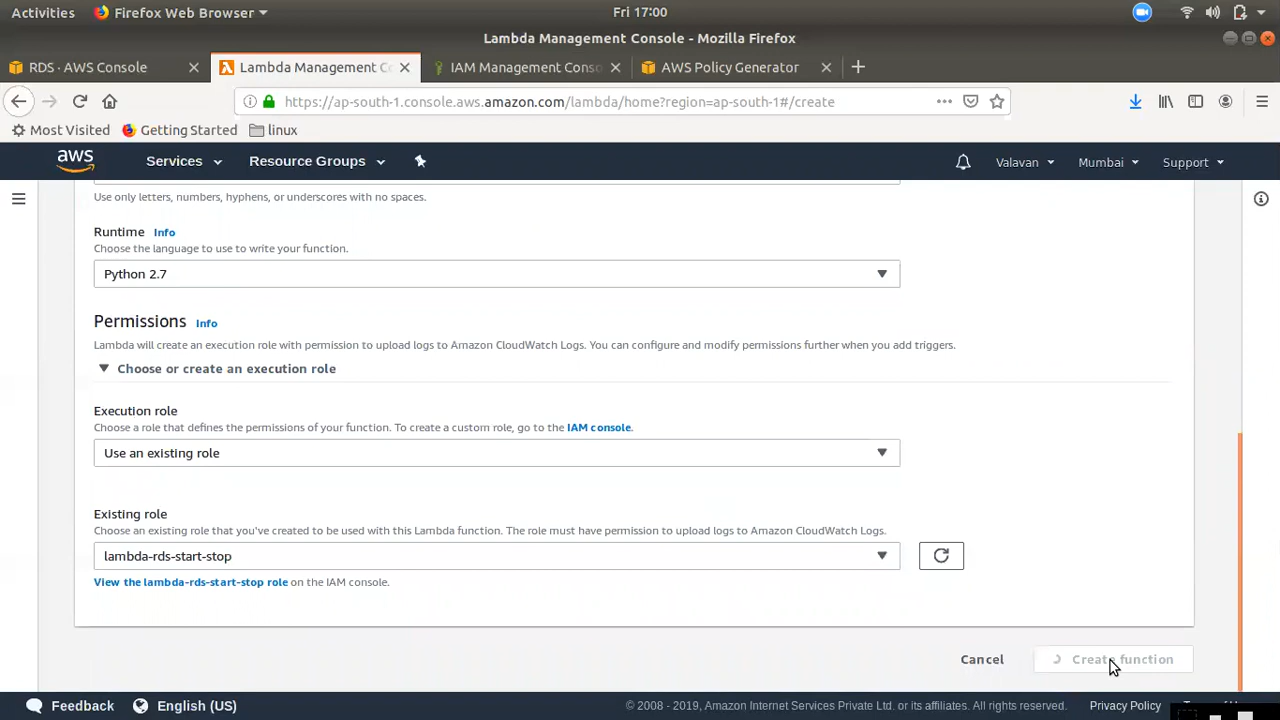 Activities
Firefox Web Browser
Fri 17:00
Lambda Management Console - Mozilla Firefox
RDS · AWS Console
Lambda Management Co
IAM Management Conso
AWS Policy Generator
https://ap-south-1.console.aws.amazon.com/lambda/home?region=ap-south-1#/create
Most Visited
Getting Started
linux
aws
Services
Resource Groups
Valavan
Mumbai
Support
Use only letters, numbers, hyphens, or underscores with no spaces.
Runtime Info
Choose the language to use to write your function.
Python 2.7
Permissions Info
Lambda will create an execution role with permission to upload logs to Amazon CloudWatch Logs. You can configure and modify permissions further when you add triggers.
Choose or create an execution role
Execution role
Choose a role that defines the permissions of your function. To create a custom role, go to the IAM console.
Use an existing role
Existing role
Choose an existing role that you've created to be used with this Lambda function. The role must have permission to upload logs to Amazon CloudWatch Logs.
lambda-rds-start-stop
View the lambda-rds-start-stop role on the IAM console.
Cancel
Create function
Feedback
English (US)
© 2008 - 2019, Amazon Internet Services Private Ltd. or its affiliates. All rights reserved.
Privacy Policy